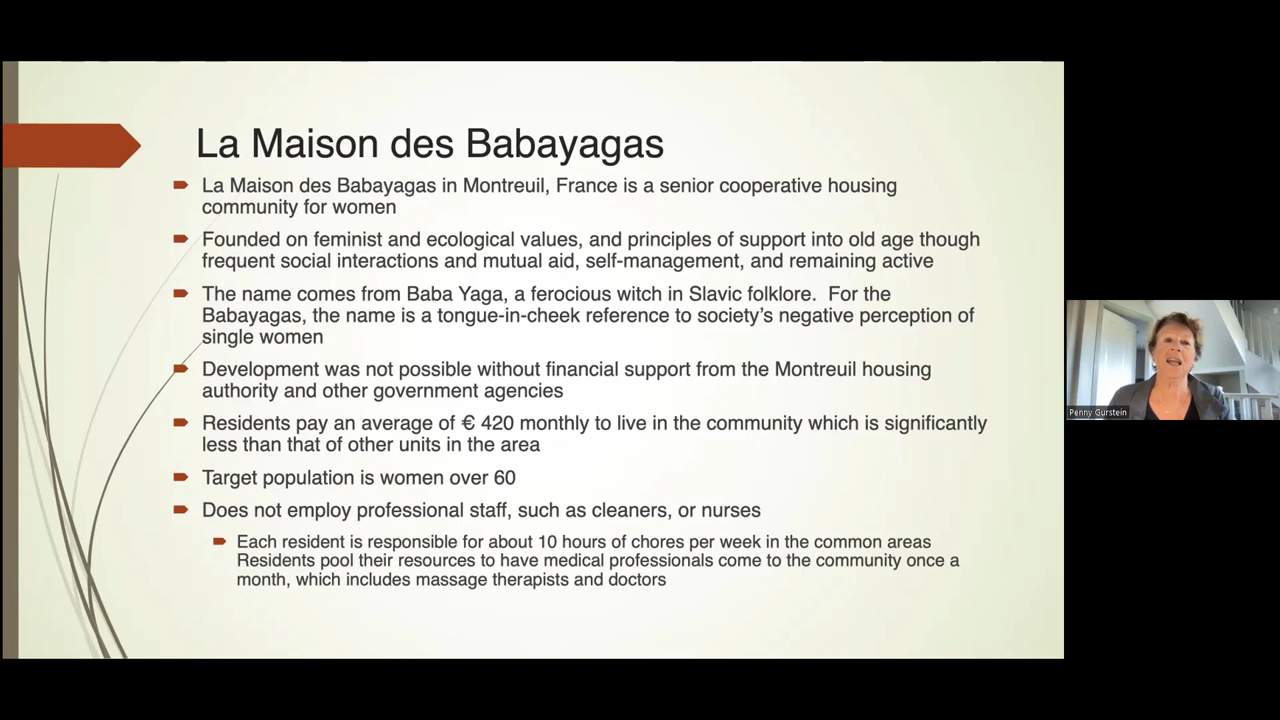 La Maison des Babayagas
La Maison des Babayagas in Montreuil, France is a senior cooperative housing
community for women
Founded on feminist and ecological values, and principles of support into old age though
frequent social interactions and mutual aid, self-management, and remaining active
The name comes from Baba Yaga, a ferocious witch in Slavic folklore.  For the
Babayagas, the name is a tongue-in-cheek reference to society’s negative perception of
single women
Development was not possible without financial support from the Montreuil housing
authority and other government agencies
Residents pay an average of € 420 monthly to live in the community which is significantly
less than that of other units in the area
Target population is women over 60
Does not employ professional staff, such as cleaners, or nurses
Each resident is responsible for about 10 hours of chores per week in the common areas
Residents pool their resources to have medical professionals come to the community once a
month, which includes massage therapists and doctors
Penny Gurstein